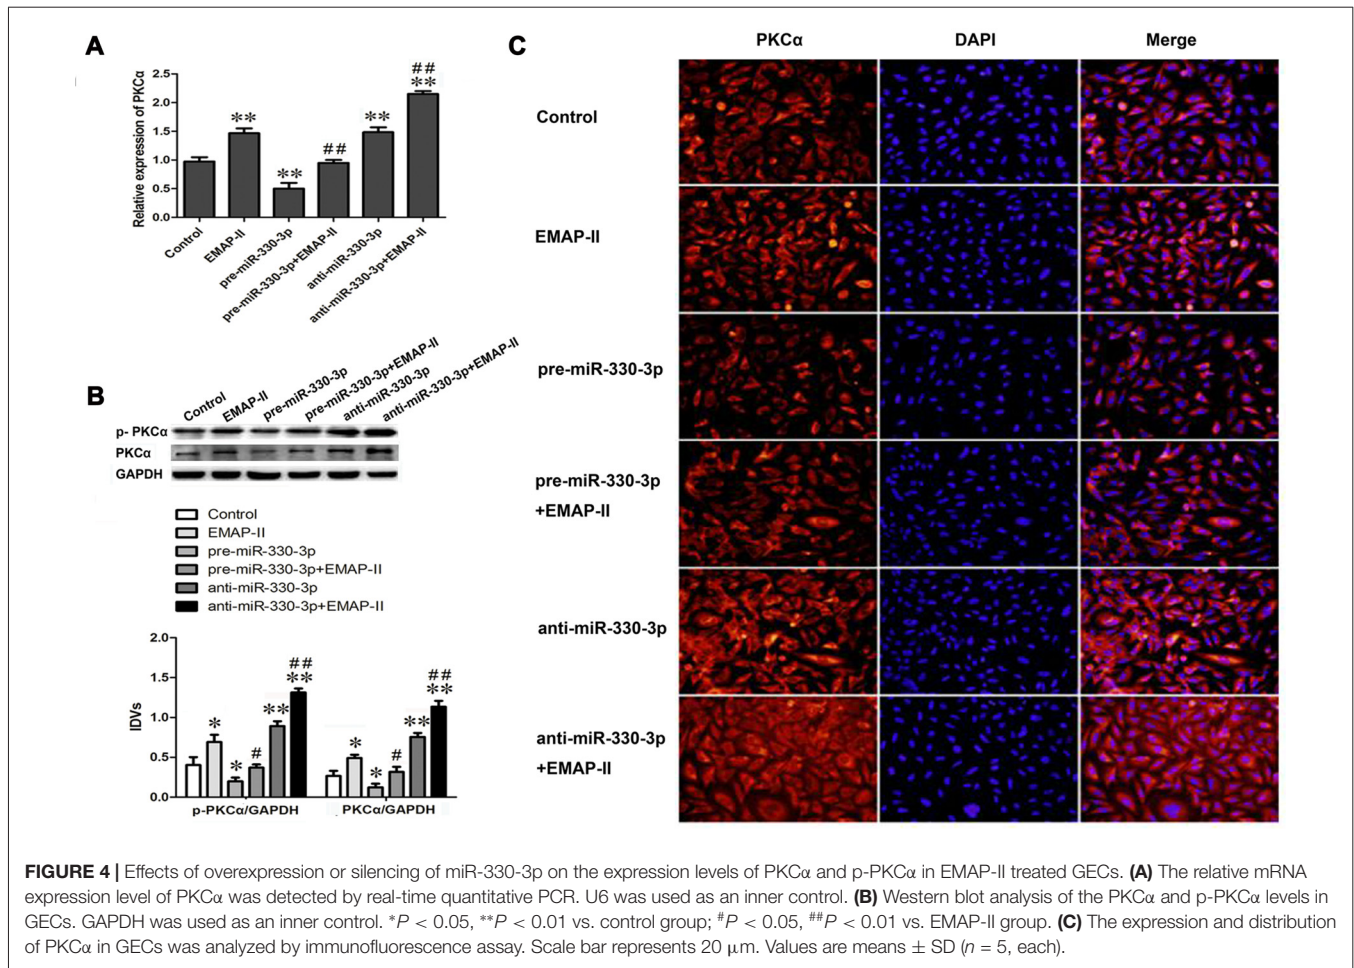 A
Relative expression of PKCα
2.5
2.0
1.5
1.0
0.5
0.0
**
**
##
**
##
**
Control
EMAP-II
pre-miR-330-3p
pre-miR-330-3p+EMAP-II
anti-miR-330-3p
anti-miR-330-3p+EMAP-II
B
Control
EMAP-II
pre-miR-330-3p
pre-miR-330-3p+EMAP-II
anti-miR-330-3p
anti-miR-330-3p+EMAP-II
p- PKCα
PKCα
GAPDH
Control
EMAP-II
pre-miR-330-3p
pre-miR-330-3p+EMAP-II
anti-miR-330-3p
anti-miR-330-3p+EMAP-II
IDVs
2.0
1.5
1.0
0.5
0.0
*
*
#
**
##
**
*
*
#
**
##
**
p-PKCα/GAPDH
PKCα/GAPDH
C
PKCα DAPI Merge
Control
EMAP-II
pre-miR-330-3p
pre-miR-330-3p
+EMAP-II
anti-miR-330-3p
anti-miR-330-3p
+EMAP-II
FIGURE 4 | Effects of overexpression or silencing of miR-330-3p on the expression levels of PKCα and p-PKCα in EMAP-II treated GECs. (A) The relative mRNA
expression level of PKCα was detected by real-time quantitative PCR. U6 was used as an inner control. (B) Western blot analysis of the PKCα and p-PKCα levels in
GECs. GAPDH was used as an inner control. *P < 0.05, **P < 0.01 vs. control group; #P < 0.05, ##P < 0.01 vs. EMAP-II group. (C) The expression and distribution
of PKCα in GECs was analyzed by immunofluorescence assay. Scale bar represents 20 μm. Values are means ± SD (n = 5, each).